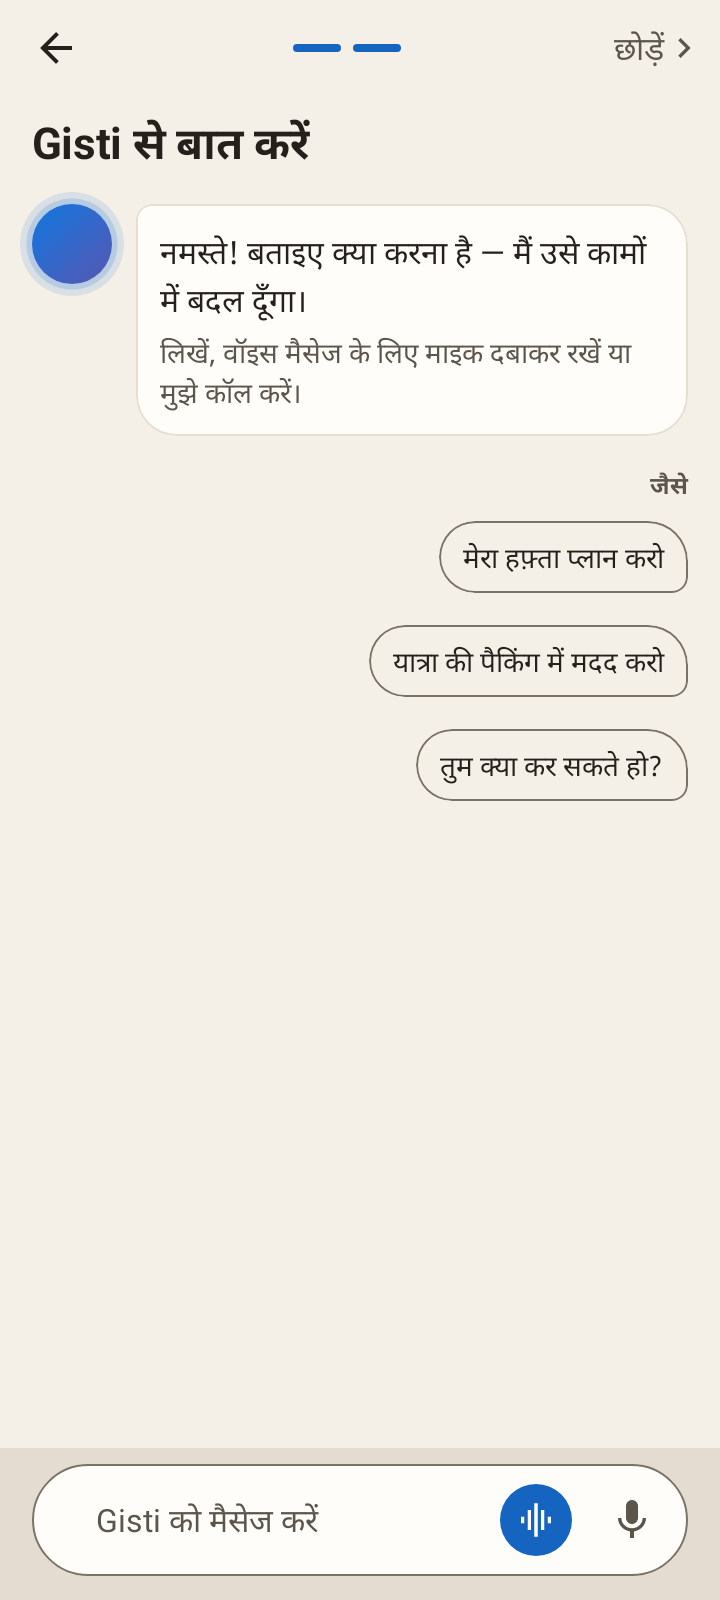 छोड़ें
Gisti से बात करें
नमस्ते! बताइए क्या करना है — मैं उसे कामों
में बदल दूँगा।
लिखें, वॉइस मैसेज के लिए माइक दबाकर रखें या
मुझे कॉल करें।
जैसे
मेरा हफ़्ता प्लान करो
यात्रा की पैकिंग में मदद करो
तुम क्या कर सकते हो?
Gisti को मैसेज करें